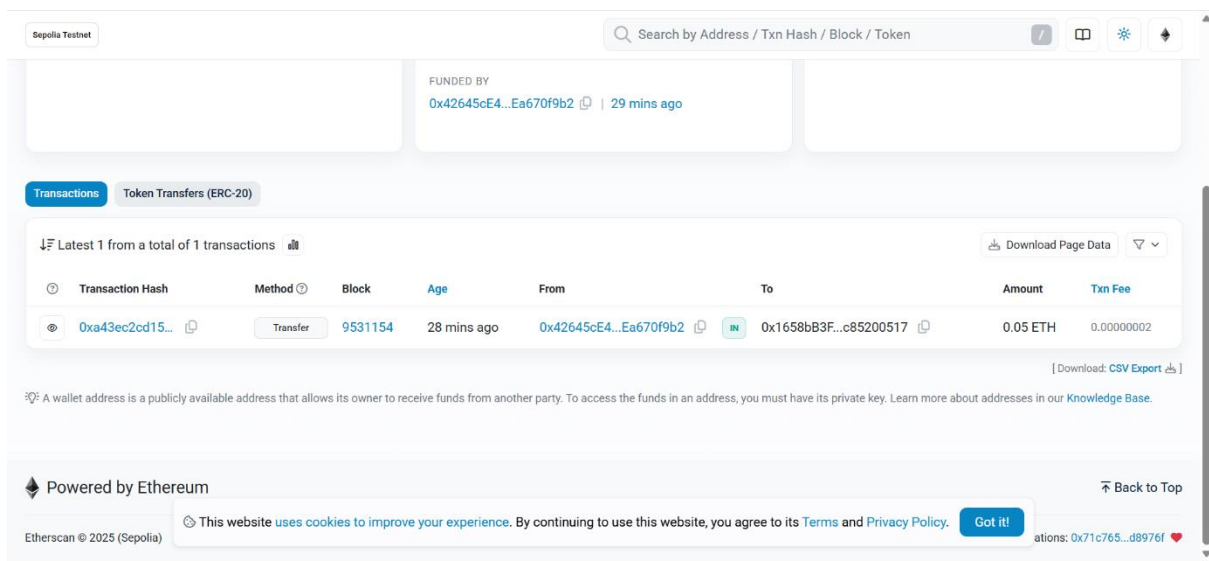 Sepolia Testnet
Search by Address / Txn Hash / Block / Token /
FUNDED BY
0x42645cE4...Ea670f9b2 | 29 mins ago
Transactions Token Transfers (ERC-20)
Latest 1 from a total of 1 transactions Download Page Data
Transaction Hash Method Block Age From To Amount Txn Fee
0xa43ec2cd15... Transfer 9531154 28 mins ago 0x42645cE4...Ea670f9b2 IN 0x1658bB3F...c85200517 0.05 ETH 0.00000002
[ Download: CSV Export ]
A wallet address is a publicly available address that allows its owner to receive funds from another party. To access the funds in an address, you must have its private key. Learn more about addresses in our Knowledge Base.
Powered by Ethereum Back to Top
This website uses cookies to improve your experience. By continuing to use this website, you agree to its Terms and Privacy Policy. Got it!
Etherscan © 2025 (Sepolia) ations: 0x71c765...d8976f